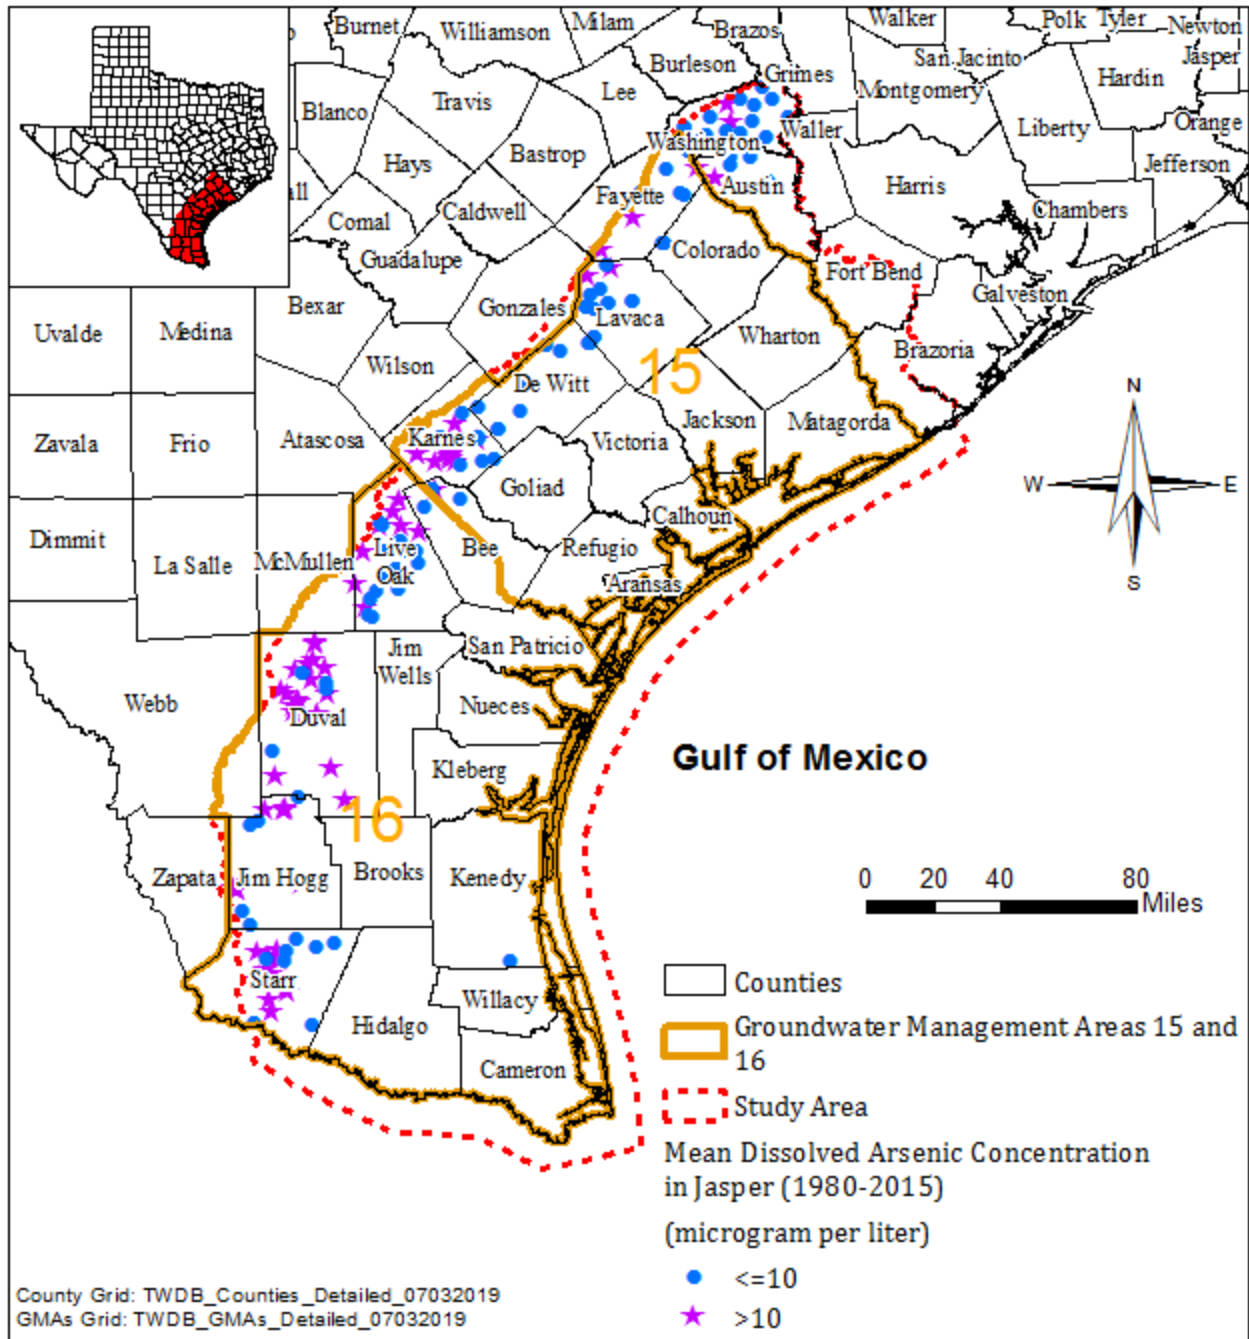 Burnet
Williamson
Milam
Brazos
Walker
Polk
Tyler
Newton
Burleson
Grimes
San Jacinto
Jasper
Blanco
Travis
Lee
Montgomery
Hardin
Washington
Waller
Liberty
Orange
Hays
Bastrop
Jefferson
all
Caldwell
Fayette
Austin
Harris
Comal
Chambers
Guadalupe
Colorado
Fort Bend
Bexar
Gonzales
Galveston
Uvalde
Medina
Lavaca
Wharton
Wilson
Brazoria
15
De Witt
Zavala
Frio
Atascosa
Karnes
Victoria
Jackson
Matagorda
N
W
E
S
Goliad
Calhoun
Dimmit
La Salle
McMullen
Live
Oak
Bee
Refugio
Aransas
Jim
Wells
San Patricio
Webb
Duval
Nueces
Gulf of Mexico
Kleberg
16
Zapata
Jim Hogg
Brooks
Kenedy
0 20 40 80
Miles
Starr
Hidalgo
Willacy
Cameron
Counties
Groundwater Management Areas 15 and
16
Study Area
Mean Dissolved Arsenic Concentration
in Jasper (1980-2015)
(microgram per liter)
<=10
>10
County Grid: TWDB_Counties_Detailed_07032019
GMAs Grid: TWDB_GMAs_Detailed_07032019